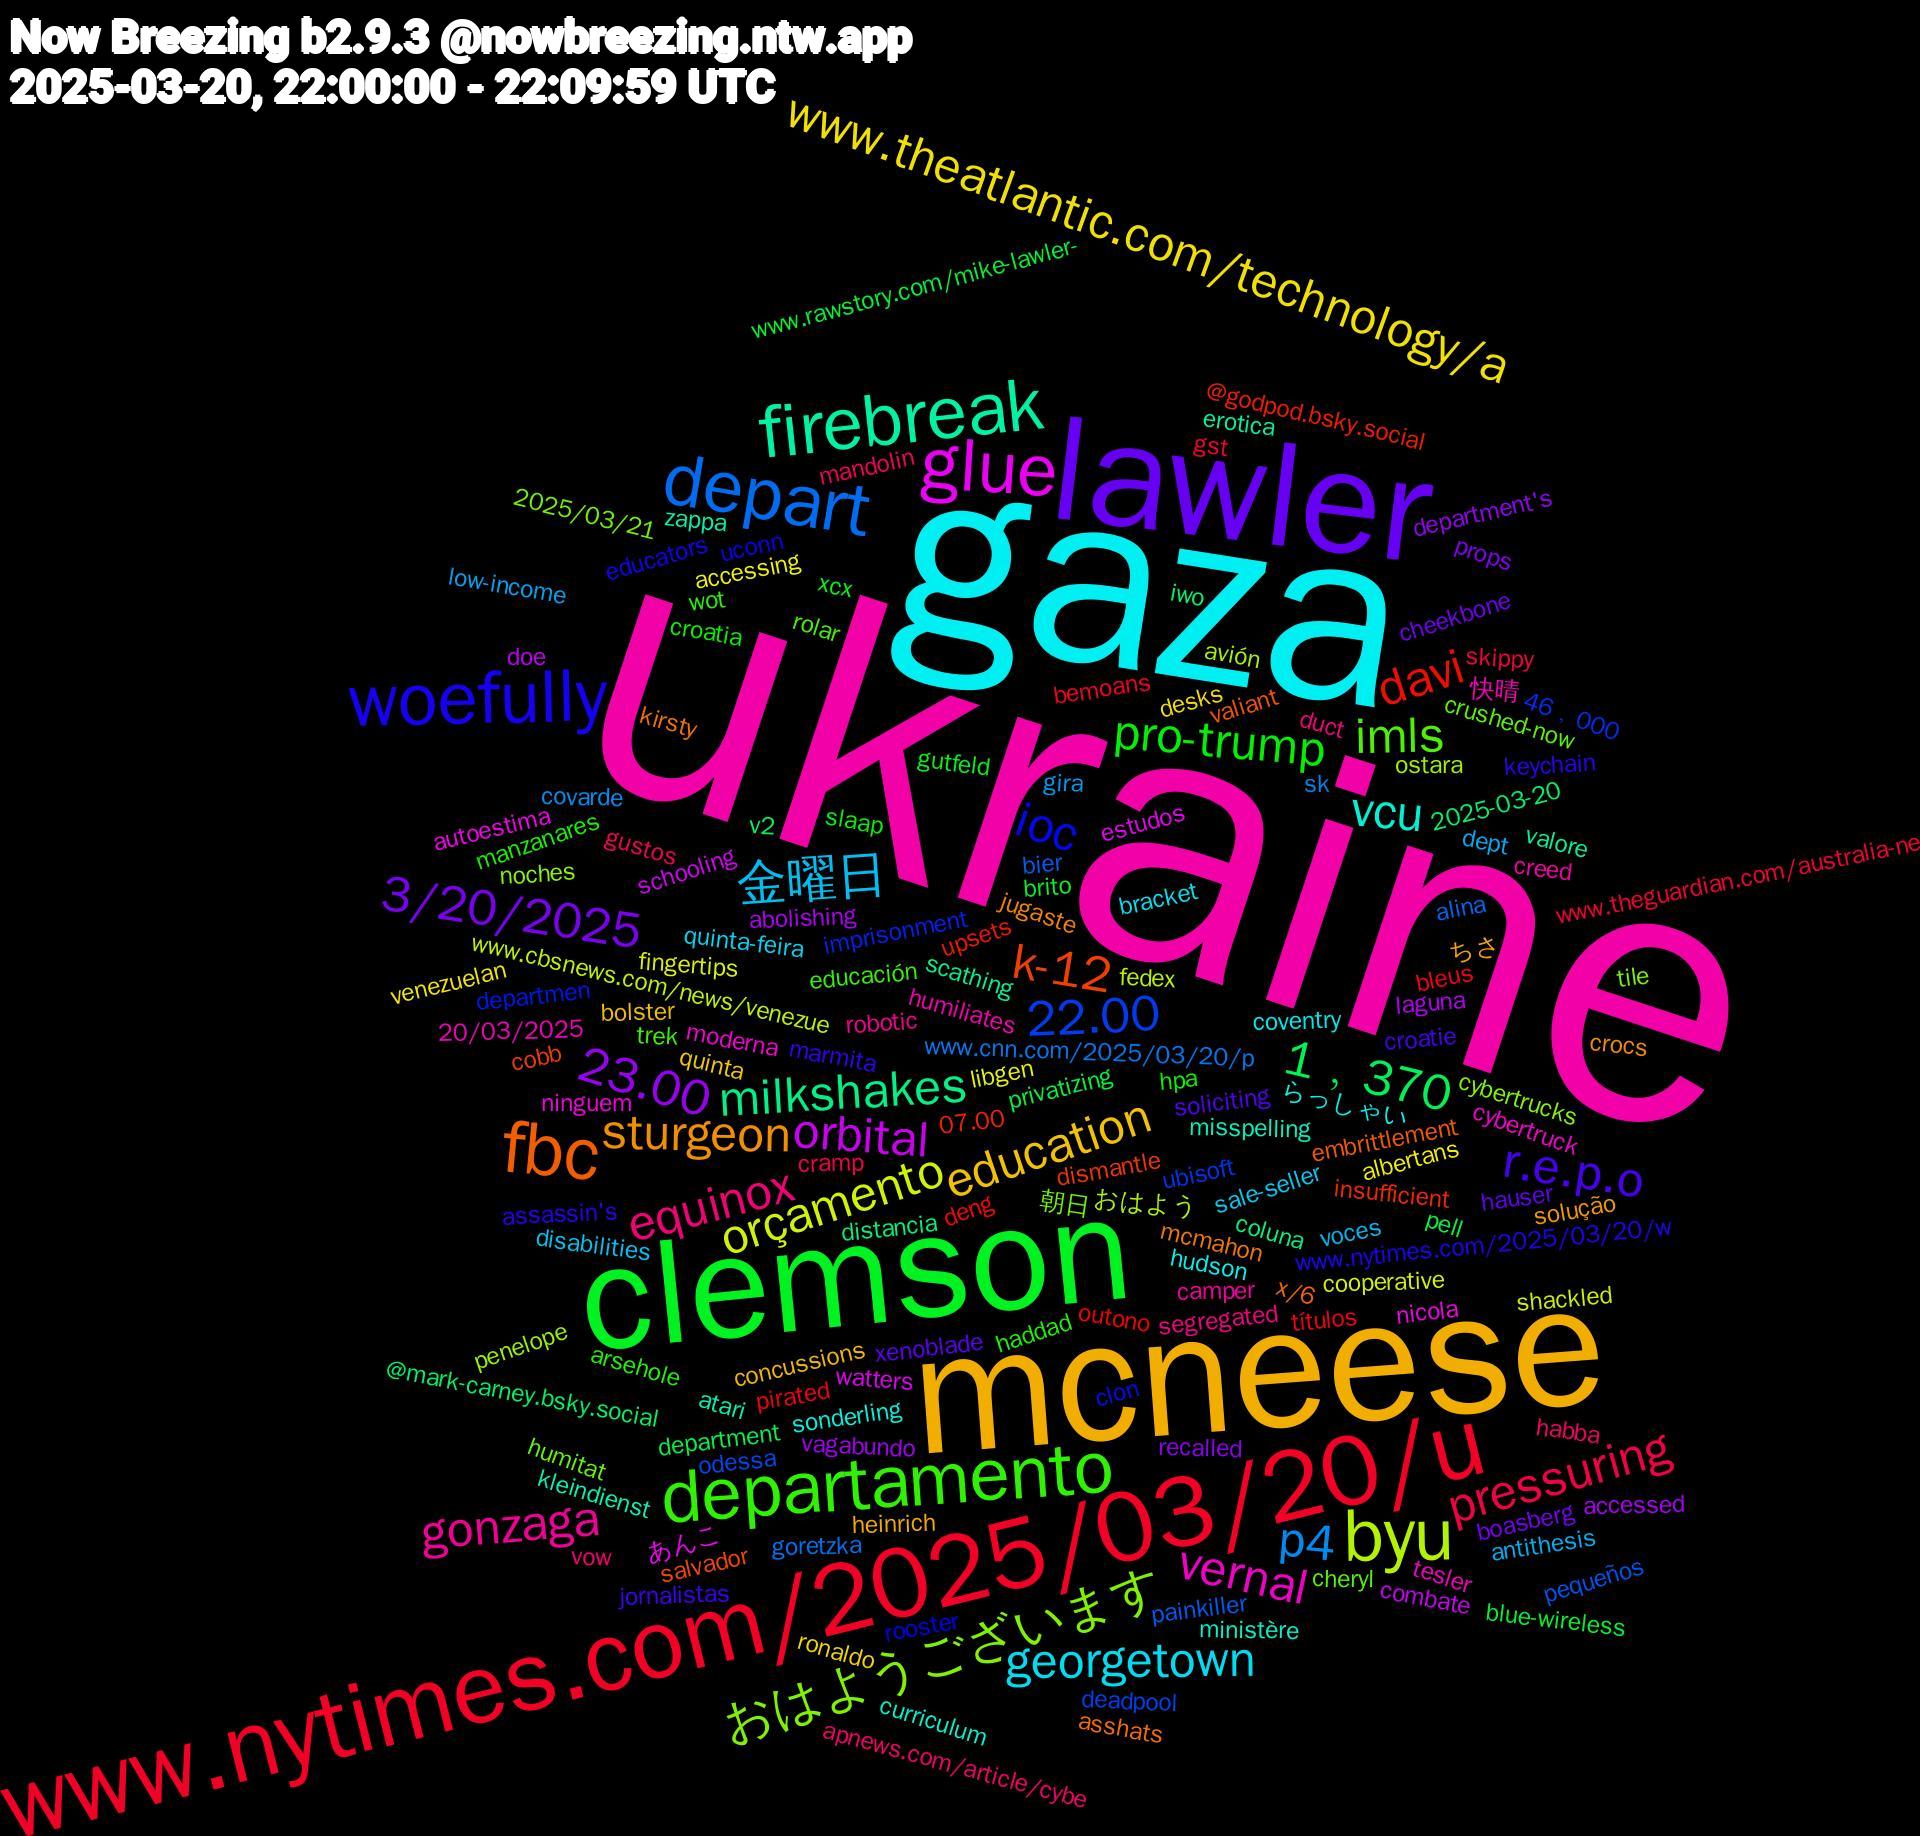 Now Breezing b2.9.3 @nowbreezing.ntw.app
2025-03-20, 22:00:00 - 22:09:59 UTC
www.theatlantic.com/technology/a
www.rawstory.com/mike-lawler-
firebreak
@godpod.bsky.social
erotica
glue
lawler
gst
mandolin
depart
gaza
2025/03/21
zappa
department's
props
educators
uconn
accessing
low-income
wot
xcx
rolar
iwo
cheekbone
croatia
avión
skippy
davi
doe
woefully
ukraine
bemoans
desks
valiant
快晴
46，000
kirsty
pro-trump
duct
imls
crushed-now
gutfeld
ostara
keychain
covarde
gira
sk
ioc
vcu
2025-03-20
autoestima
manzanares
v2
slaap
estudos
valore
noches
gustos
schooling
brito
dept
voces
creed
金曜日
3/20/2025
abolishing
jugaste
bracket
alina
bier
www.theguardian.com/australia-ne
quinta-feira
imprisonment
upsets
ちさ
www.cbsnews.com/news/venezue
fingertips
educación
scathing
k-12
fedex
bleus
tile
venezuelan
departmen
bolster
humiliates
laguna
20/03/2025
trek
moderna
robotic
22.00
coventry
solução
cobb
quinta
marmita
www.cnn.com/2025/03/20/p
croatie
crocs
23.00
libgen
hpa
1，370
ninguem
milkshakes
privatizing
soliciting
cybertrucks
07.00
らっしゃい
cybertruck
fbc
sturgeon
orbital
education
misspelling
embrittlement
albertans
r.e.p.o
cramp
dismantle
ubisoft
sale-seller
insufficient
hauser
assassin's
equinox
orçamento
deng
朝日
おはよう
disabilities
distancia
mcmahon
coluna
pell
www.nytimes.com/2025/03/20/w
hudson
x/6
cooperative
shackled
clemson
camper
segregated
outono
títulos
nicola
penelope
arsehole
xenoblade
haddad
concussions
watters
mcneese
@mark-carney.bsky.social
pirated
clon
atari
sonderling
department
vagabundo
recalled
habba
odessa
www.nytimes.com/2025/03/20/u
humitat
kleindienst
departamento
pressuring
gonzaga
heinrich
byu
boasberg
accessed
vow
あんこ
salvador
goretzka
p4
antithesis
vernal
tesler
cheryl
pequeños
jornalistas
combate
おはようございます
painkiller
ministère
blue-wireless
rooster
ronaldo
georgetown
deadpool
curriculum
asshats
apnews.com/article/cybe